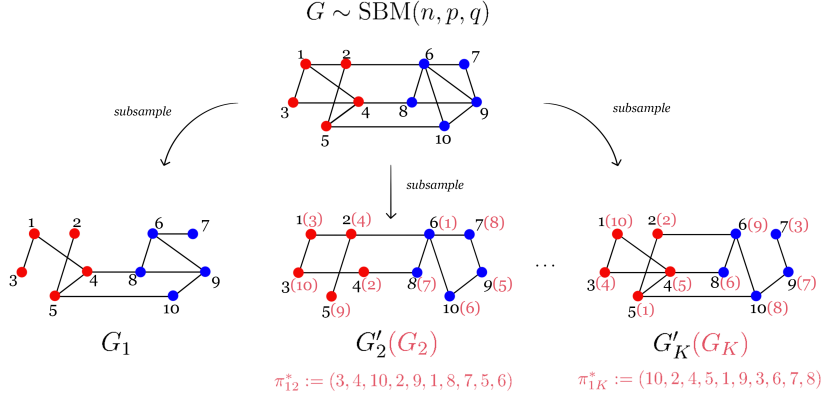 G ∼ SBM(n, p, q)
1 2 6 7
3 4 8 9
5 10
subsample
subsample
subsample
1 2 6 7
3 4 8 9
5 10
G₁
1(3) 2(4) 6(1) 7(8)
3(10) 4(2) 8(7) 9(5)
5(9) 10(6)
G′₂(G₂)
π*₁₂ := (3, 4, 10, 2, 9, 1, 8, 7, 5, 6)
...
1(10) 2(2) 6(9) 7(3)
3(4) 4(5) 8(6) 9(7)
5(1) 10(8)
G′_K(G_K)
π*₁K := (10, 2, 4, 5, 1, 9, 3, 6, 7, 8)